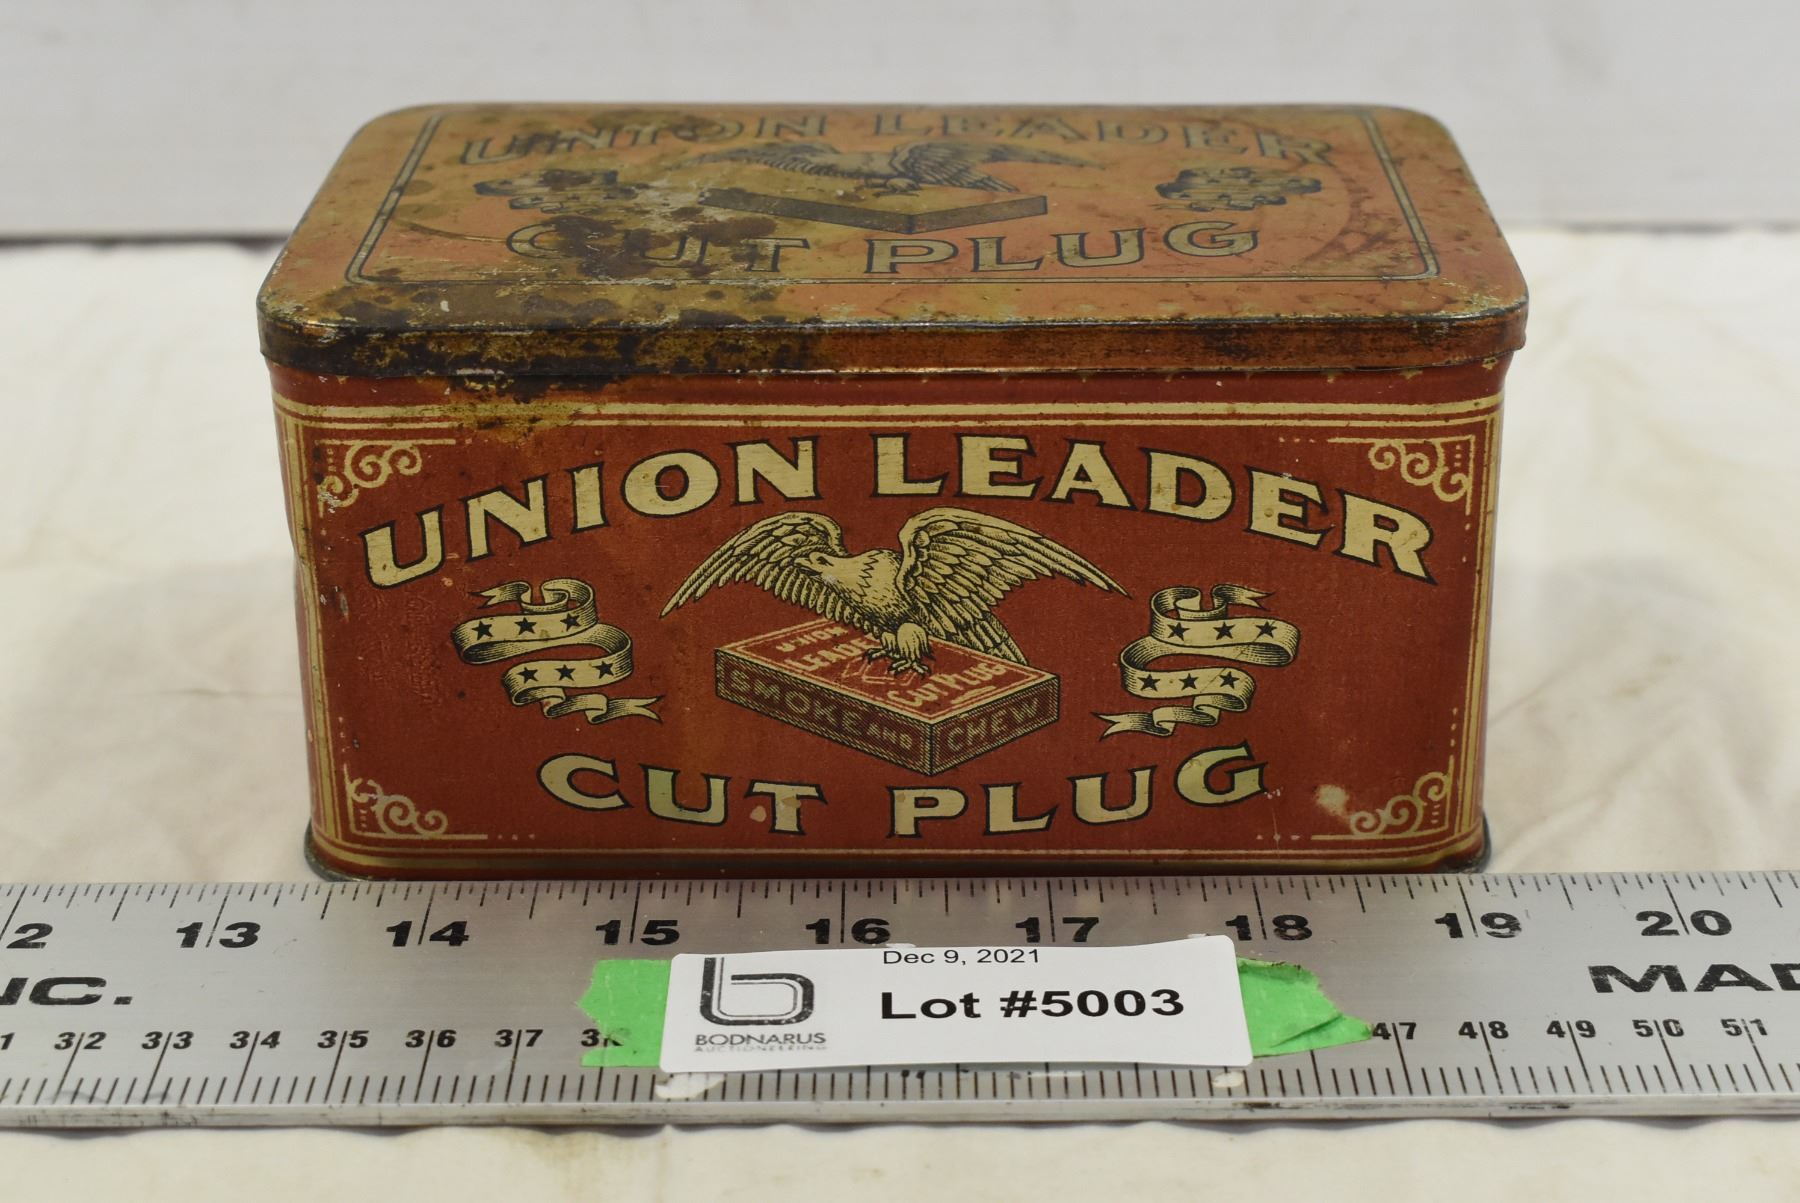 UNION LEADER
CUT PLUG
UNION LEADER
UNION
LEADER
CUT PLUG
SMOKE AND CHEW
CUT PLUG
12 13 14 15 16 17 18 19 20
Dec 9, 2021
NC. Lot #5003 MAD
BODNARUS
AUCTIONEERING
32 33 34 35 36 37 47 48 49 50 51